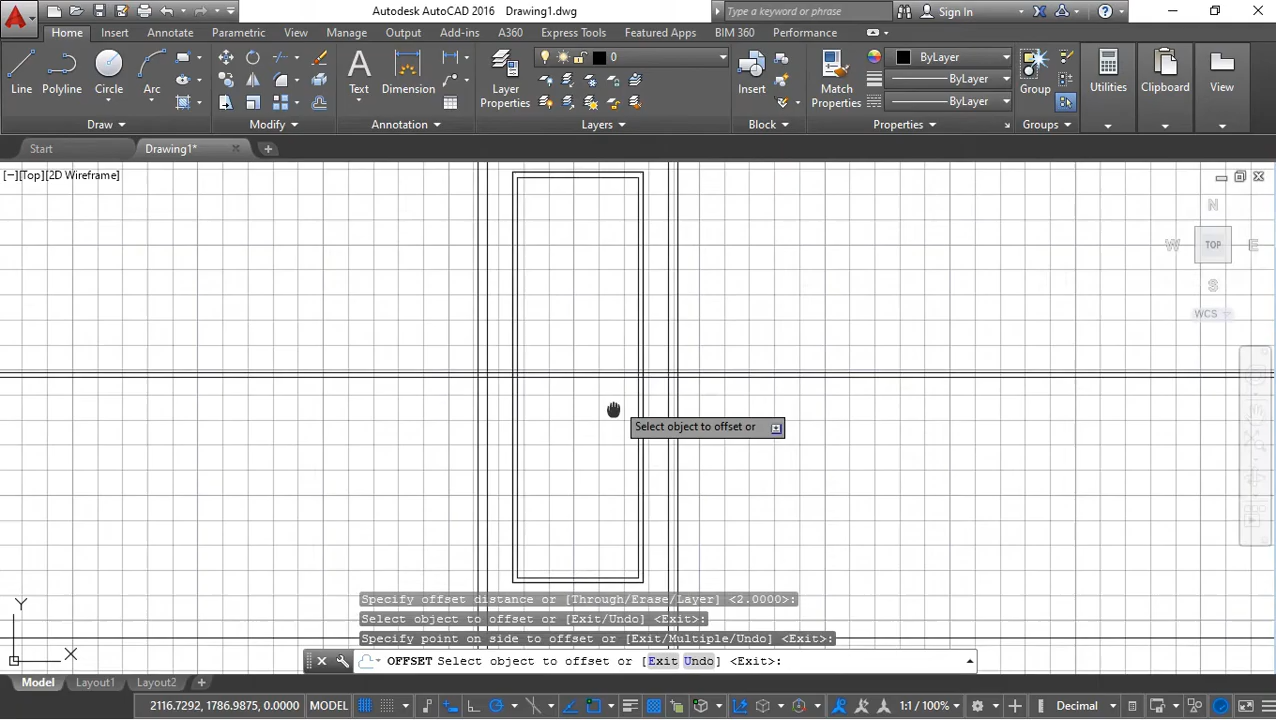 Autodesk AutoCAD 2016 Drawing1.dwg
Type a keyword or phrase
Sign In
Home Insert Annotate Parametric View Manage Output Add-ins A360 Express Tools Featured Apps BIM 360 Performance
0
ByLayer
ByLayer
ByLayer
Line Polyline Circle Arc Text Dimension Layer Properties Insert Match Properties Group Utilities Clipboard View
Draw Modify Annotation Layers Block Properties Groups
Start Drawing1*
[−][Top][2D Wireframe]
N
W TOP E
S
WCS
Select object to offset or
Specify offset distance or [Through/Erase/Layer] <2.0000>:
Select object to offset or [Exit/Undo] <Exit>:
Specify point on side to offset or [Exit/Multiple/Undo] <Exit>:
OFFSET Select object to offset or [Exit Undo] <Exit>:
Y
X
Model Layout1 Layout2
2116.7292, 1786.9875, 0.0000 MODEL 1:1 / 100% Decimal